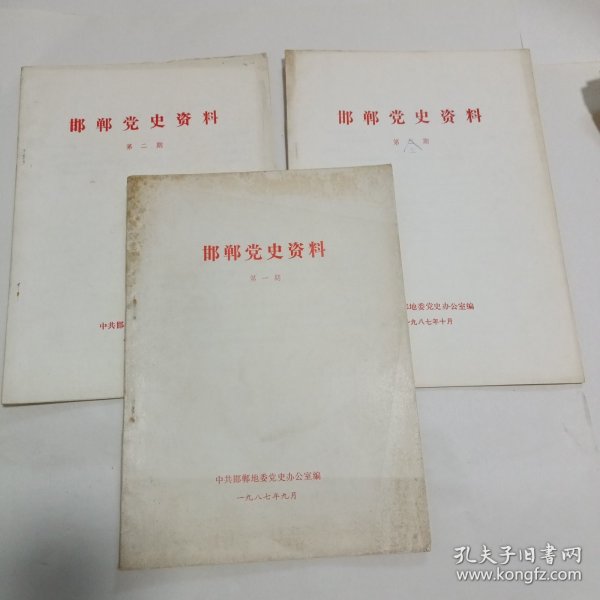 邯郸党史资料
第二期
中共邯
邯郸党史资料
第 期
地委党史办公室编
一九八七年十月
邯郸党史资料
第一期
中共邯郸地委党史办公室编
一九八七年九月
孔夫子旧书网
www.kongfz.com